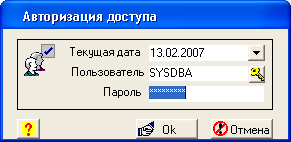 Авторизация доступа
Текущая дата 13.02.2007
Пользователь SYSDBA
Пароль *********
? Ok Отмена